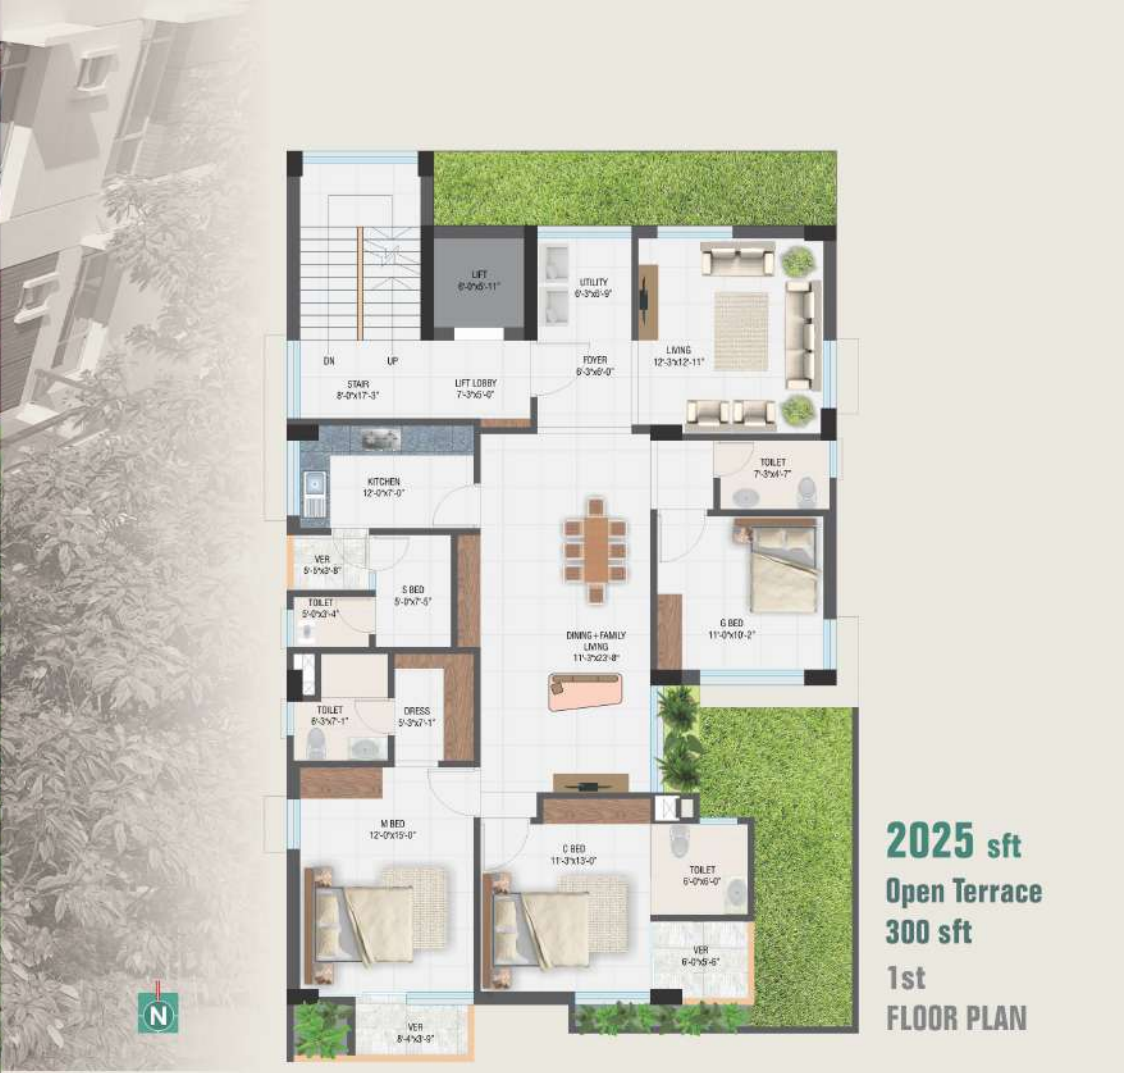 LIFT
6'-0"x5'-11"
UTILITY
6'-3"x6'-9"
LIVING
12'-3"x12'-11"
FOYER
6'-3"x6'-0"
DN
UP
STAIR
8'-0"x17'-3"
LIFT LOBBY
7'-3"x5'-0"
KITCHEN
12'-0"x7'-0"
TOILET
7'-3"x4'-7"
VER
5'-5"x3'-8"
S BED
5'-0"x7'-5"
TOILET
5'-0"x3'-4"
G BED
11'-0"x10'-2"
DINING+FAMILY
LIVING
11'-3"x23'-8"
TOILET
6'-3"x7'-1"
DRESS
5'-3"x7'-1"
M BED
12'-0"x15'-0"
C BED
11'-3"x13'-0"
TOILET
6'-0"x6'-0"
VER
6'-0"x5'-6"
VER
8'-4"x3'-9"
N
2025 sft
Open Terrace
300 sft
1st
FLOOR PLAN